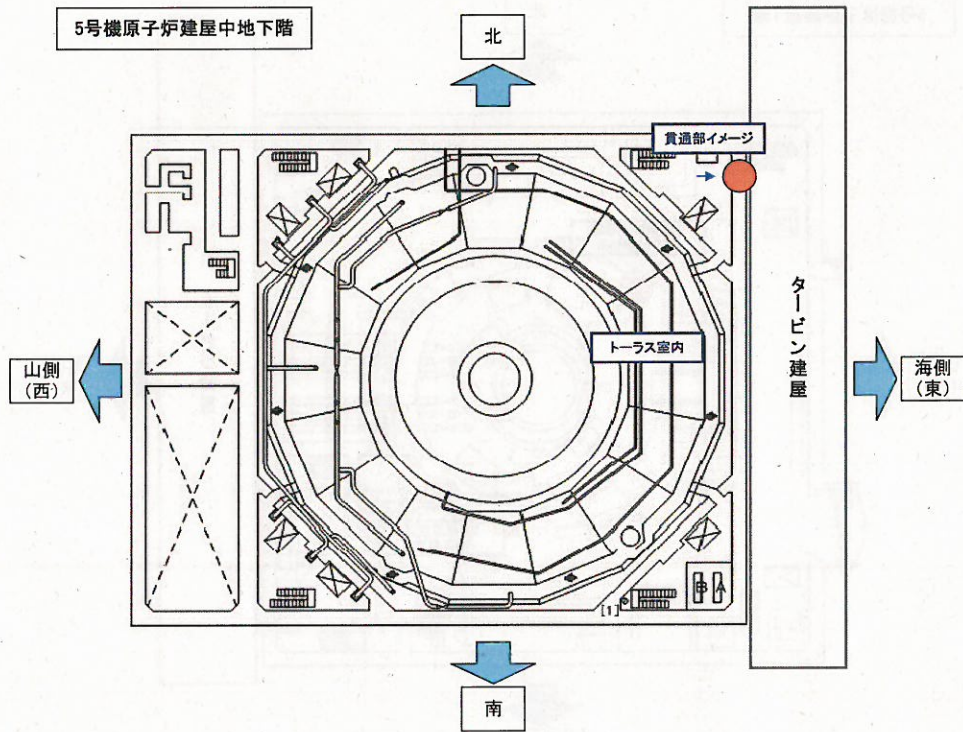 5号機原子炉建屋中地下階
北
貫通部イメージ
タービン建屋
トーラス室内
山側
（西）
海側
（東）
B A
[1]
南